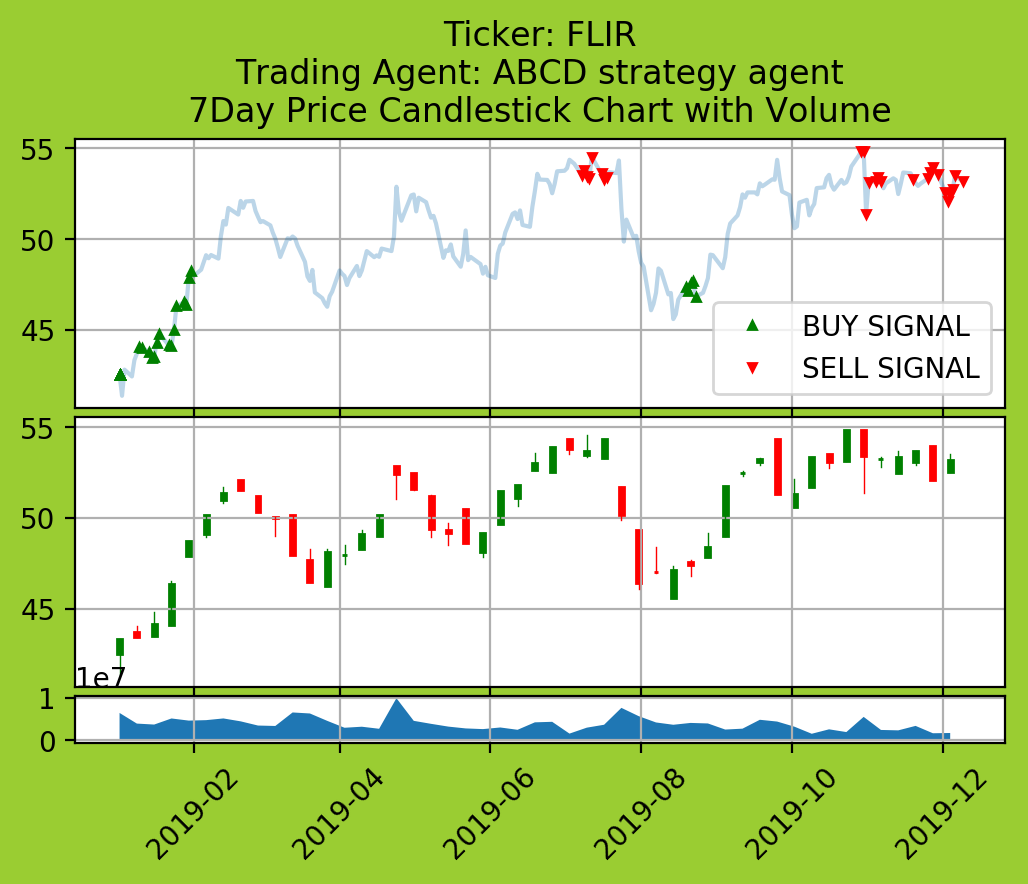 Ticker: FLIR
Trading Agent: ABCD strategy agent
7Day Price Candlestick Chart with Volume
55
50
45
BUY SIGNAL
SELL SIGNAL
55
50
45
1e7
1
0
2019-02
2019-04
2019-06
2019-08
2019-10
2019-12